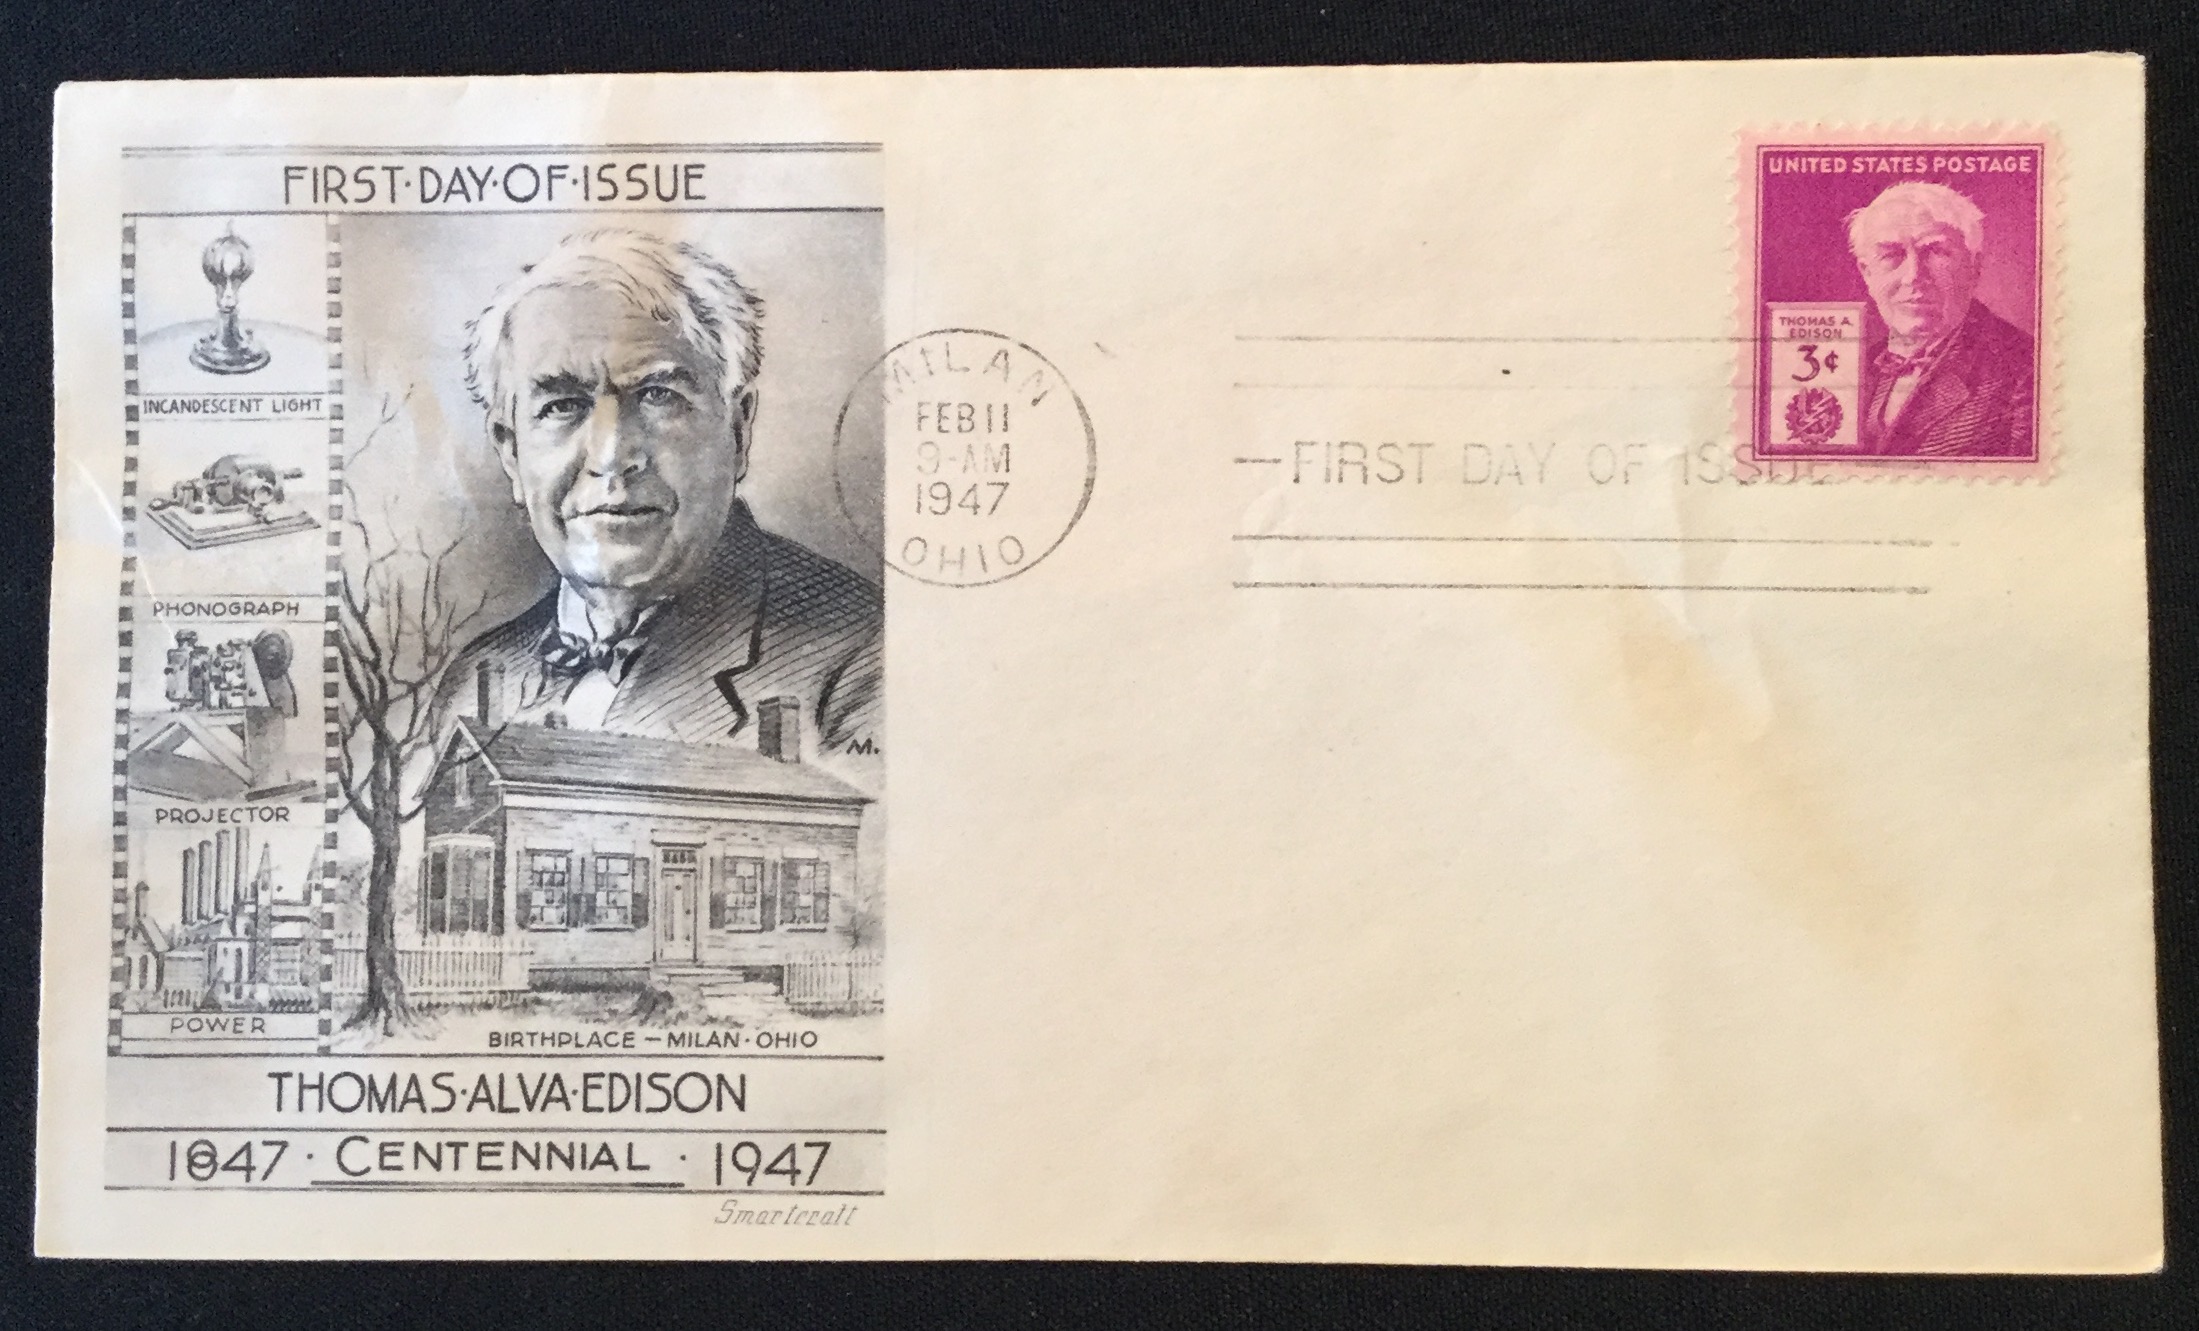 FIRST·DAY·OF·ISSUE
INCANDESCENT LIGHT
PHONOGRAPH
PROJECTOR
POWER
M.
BIRTHPLACE – MILAN·OHIO
THOMAS·ALVA·EDISON
1847 · CENTENNIAL · 1947
Smartcraft
MILAN
FEB 11
9-AM
1947
OHIO
—FIRST DAY OF ISSUE—
UNITED STATES POSTAGE
THOMAS A.
EDISON
3¢